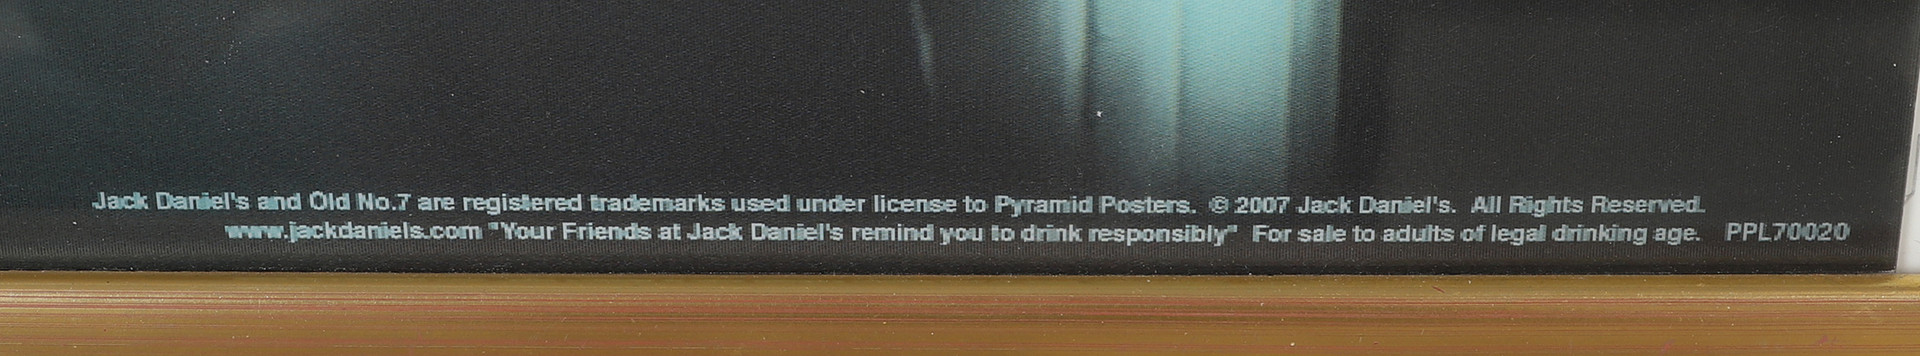 Jack Daniel's and Old No.7 are registered trademarks used under license to Pyramid Posters. © 2007 Jack Daniel's. All Rights Reserved.
www.jackdaniels.com "Your Friends at Jack Daniel's remind you to drink responsibly" For sale to adults of legal drinking age. PPL70020